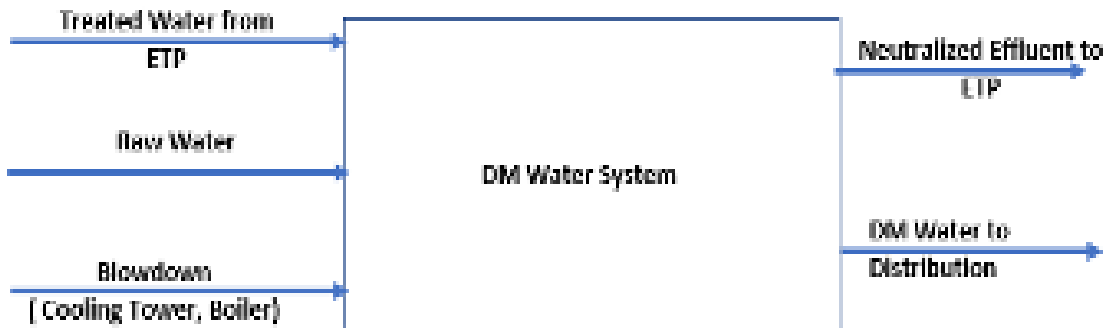 Treated Water from
ETP
Raw Water
Blowdown
( Cooling Tower, Boiler)
DM Water System
Neutralized Effluent to
ETP
DM Water to
Distribution